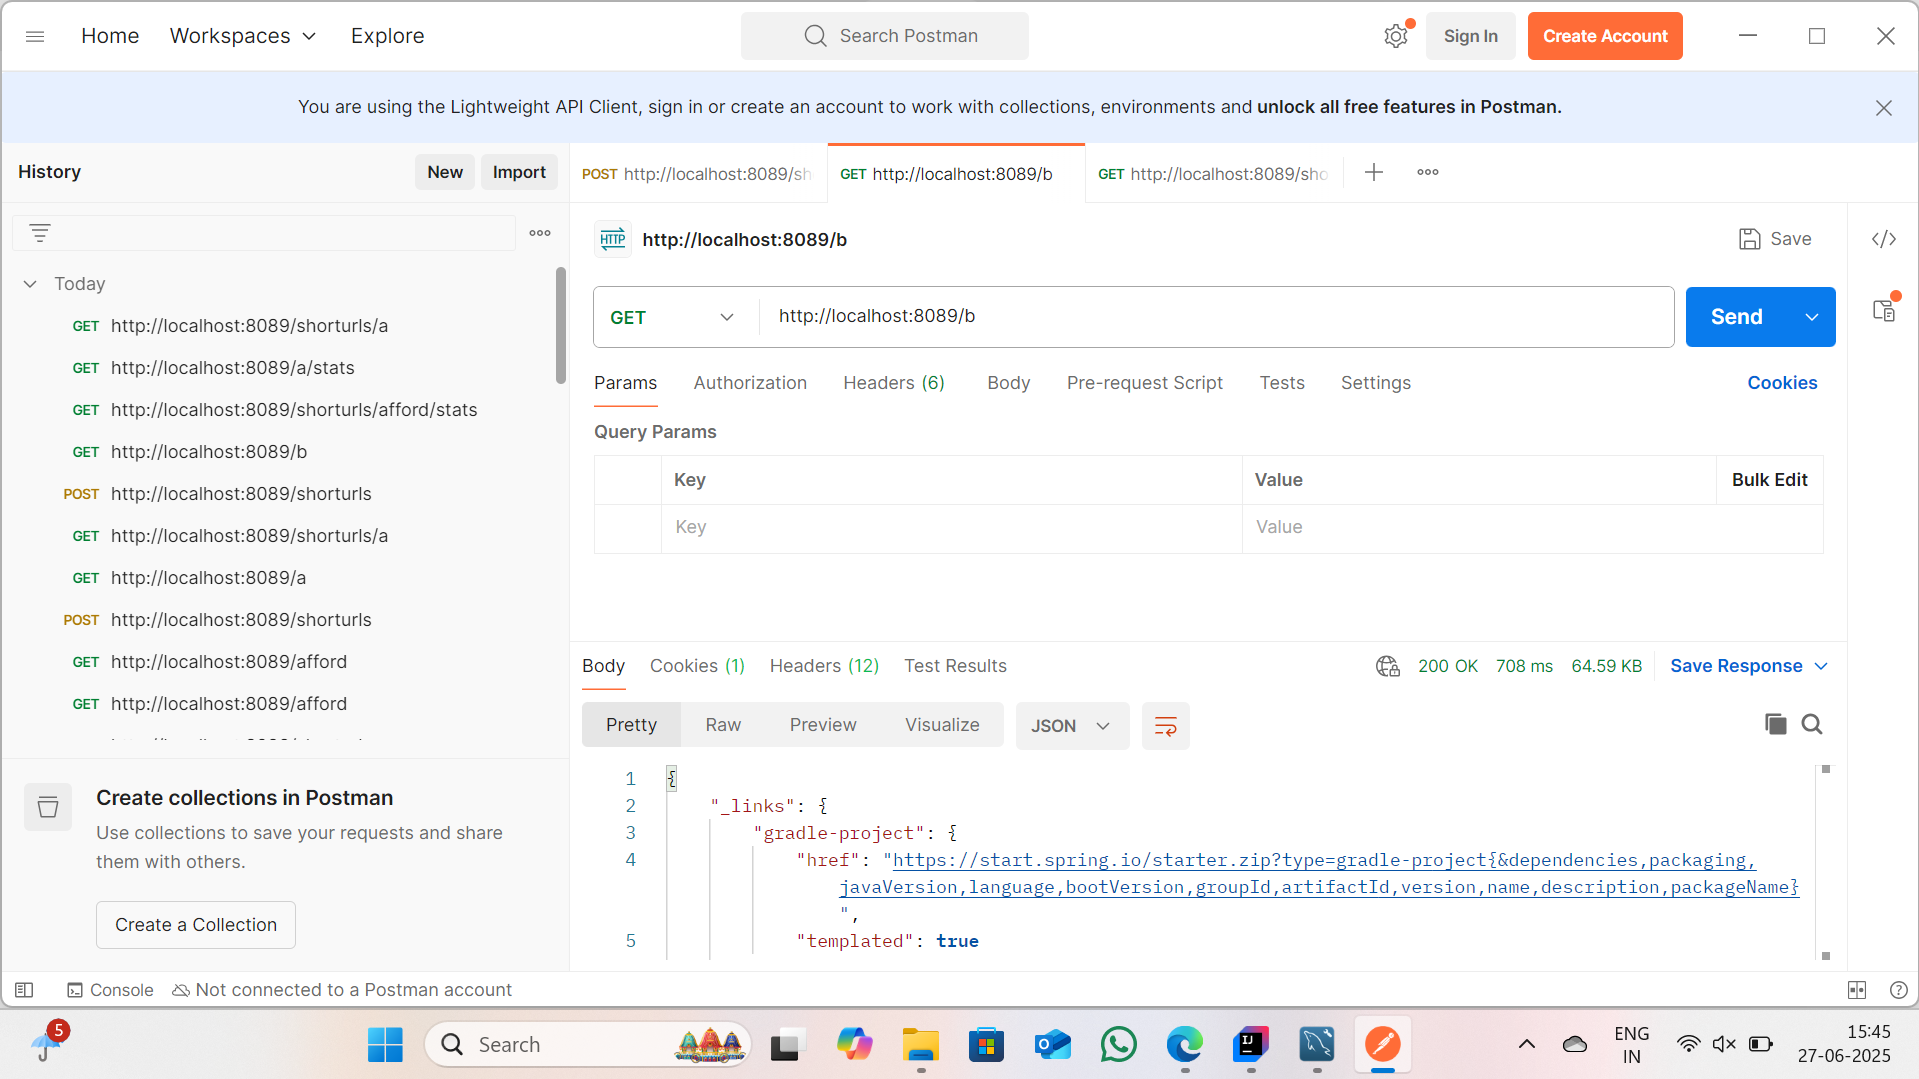 Home
Workspaces
Explore
Search Postman
Sign In
Create Account
You are using the Lightweight API Client, sign in or create an account to work with collections, environments and unlock all free features in Postman.
History
New
Import
POST http://localhost:8089/sh
GET http://localhost:8089/b
GET http://localhost:8089/sho
HTTP http://localhost:8089/b
Save
Today
GET http://localhost:8089/shorturls/a
GET http://localhost:8089/a/stats
GET http://localhost:8089/shorturls/afford/stats
GET http://localhost:8089/b
POST http://localhost:8089/shorturls
GET http://localhost:8089/shorturls/a
GET http://localhost:8089/a
POST http://localhost:8089/shorturls
GET http://localhost:8089/afford
GET http://localhost:8089/afford
GET
http://localhost:8089/b
Send
Params
Authorization
Headers (6)
Body
Pre-request Script
Tests
Settings
Cookies
Query Params
Key
Value
Bulk Edit
Key
Value
Body
Cookies (1)
Headers (12)
Test Results
200 OK
708 ms
64.59 KB
Save Response
Pretty
Raw
Preview
Visualize
JSON
1 {
2 "_links": {
3 "gradle-project": {
4 "href": "https://start.spring.io/starter.zip?type=gradle-project{&dependencies,packaging,
javaVersion,language,bootVersion,groupId,artifactId,version,name,description,packageName}
",
5 "templated": true
Create collections in Postman
Use collections to save your requests and share
them with others.
Create a Collection
Console
Not connected to a Postman account
5
Search
ENG
IN
15:45
27-06-2025